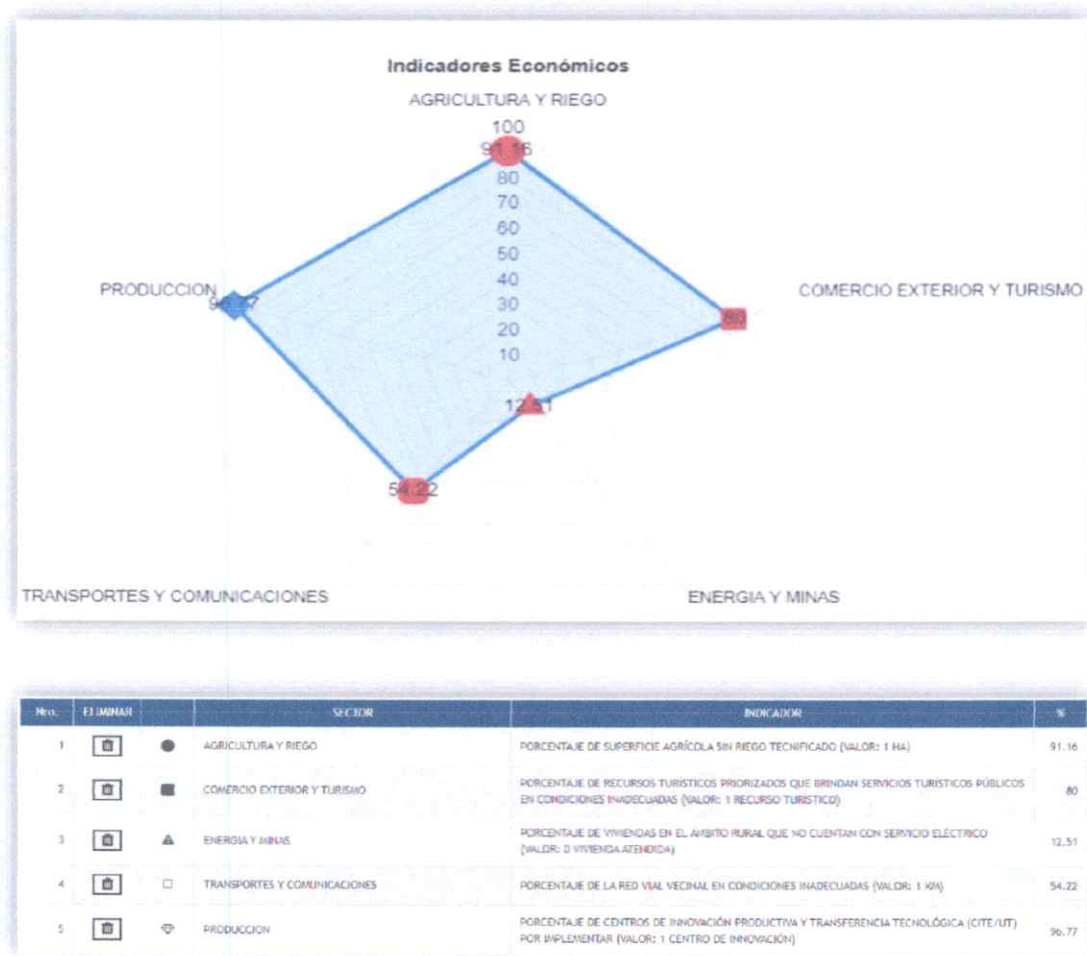 Indicadores Económicos
AGRICULTURA Y RIEGO
100
91.16
80
70
60
50
40
30
20
10
PRODUCCION
96.77
COMERCIO EXTERIOR Y TURISMO
80
12.51
54.22
TRANSPORTES Y COMUNICACIONES
ENERGIA Y MINAS
Nro. ELIMINAR SECTOR INDICADOR %
1 AGRICULTURA Y RIEGO PORCENTAJE DE SUPERFICIE AGRÍCOLA SIN RIEGO TECNIFICADO (VALOR: 1 HA) 91.16
2 COMERCIO EXTERIOR Y TURISMO PORCENTAJE DE RECURSOS TURÍSTICOS PRIORIZADOS QUE BRINDAN SERVICIOS TURÍSTICOS PÚBLICOS
EN CONDICIONES INADECUADAS (VALOR: 1 RECURSO TURISTICO) 80
3 ENERGIA Y MINAS PORCENTAJE DE VIVIENDAS EN EL ÁMBITO RURAL QUE NO CUENTAN CON SERVICIO ELÉCTRICO
(VALOR: 0 VIVIENDA ATENDIDA) 12.51
4 TRANSPORTES Y COMUNICACIONES PORCENTAJE DE LA RED VIAL VECINAL EN CONDICIONES INADECUADAS (VALOR: 1 KM) 54.22
5 PRODUCCION PORCENTAJE DE CENTROS DE INNOVACIÓN PRODUCTIVA Y TRANSFERENCIA TECNOLÓGICA (CITE/UT)
POR IMPLEMENTAR (VALOR: 1 CENTRO DE INNOVACIÓN) 96.77